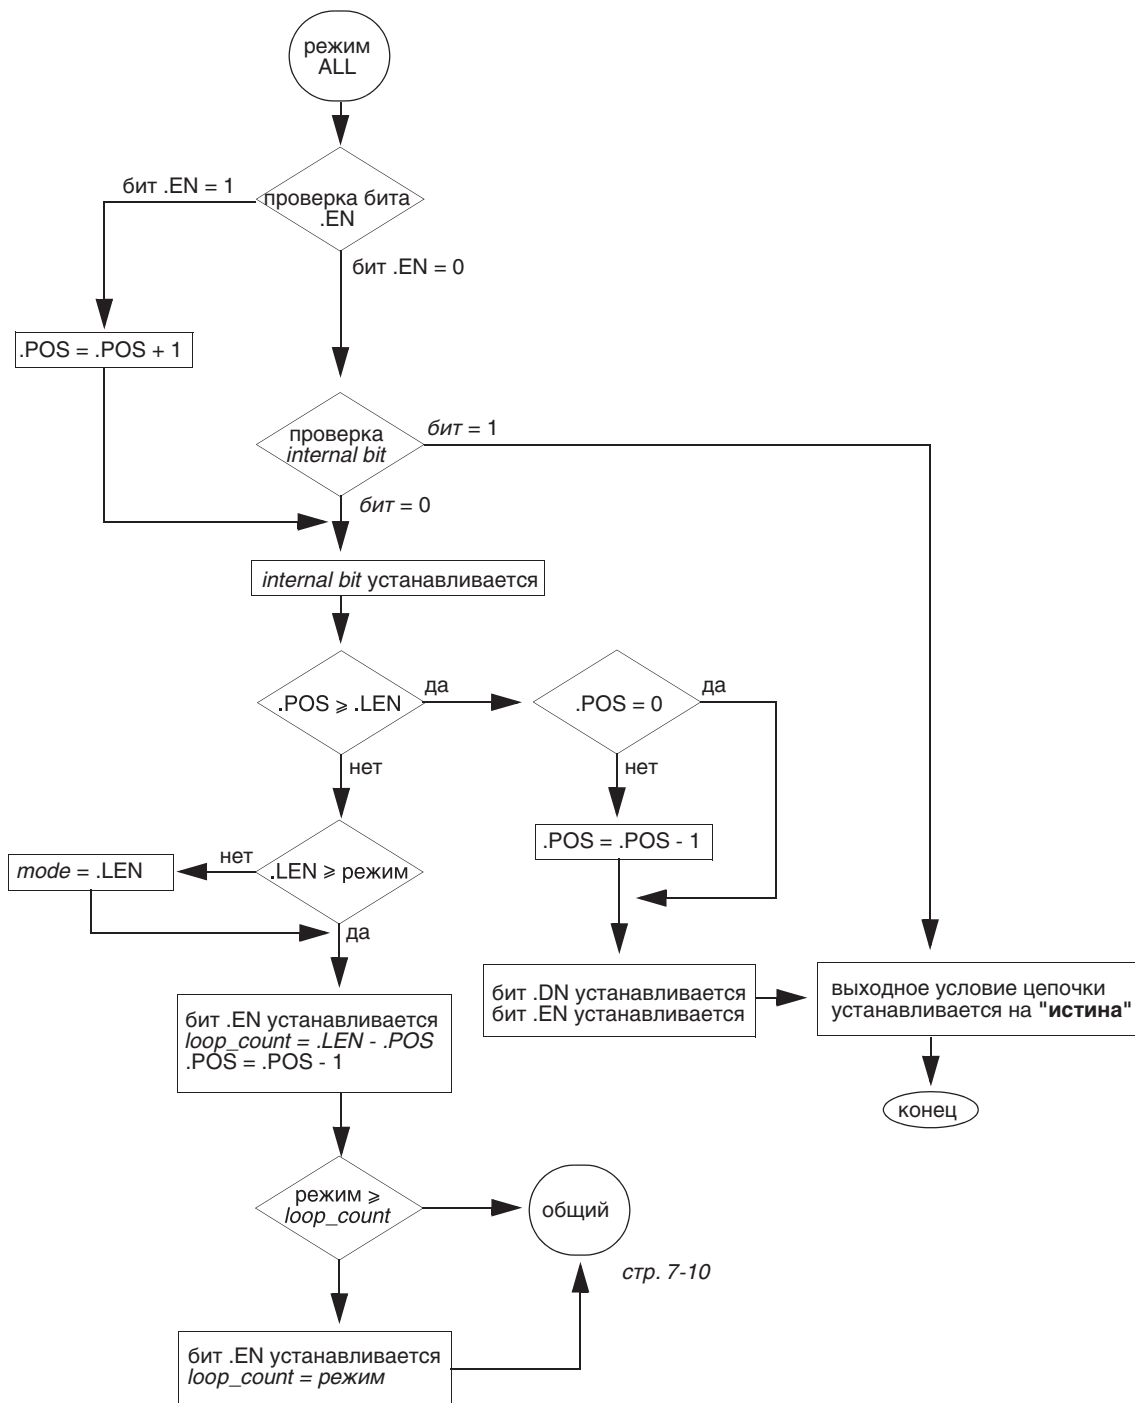 режим
ALL
бит .EN = 1
проверка бита
.EN
бит .EN = 0
.POS = .POS + 1
проверка
internal bit
бит = 1
бит = 0
internal bit устанавливается
.POS ⩾ .LEN
да
.POS = 0
да
нет
нет
.POS = .POS - 1
mode = .LEN
нет
.LEN ⩾ режим
да
бит .DN устанавливается
бит .EN устанавливается
выходное условие цепочки
устанавливается на "истина"
бит .EN устанавливается
loop_count = .LEN - .POS
.POS = .POS - 1
конец
режим ⩾
loop_count
общий
стр. 7-10
бит .EN устанавливается
loop_count = режим